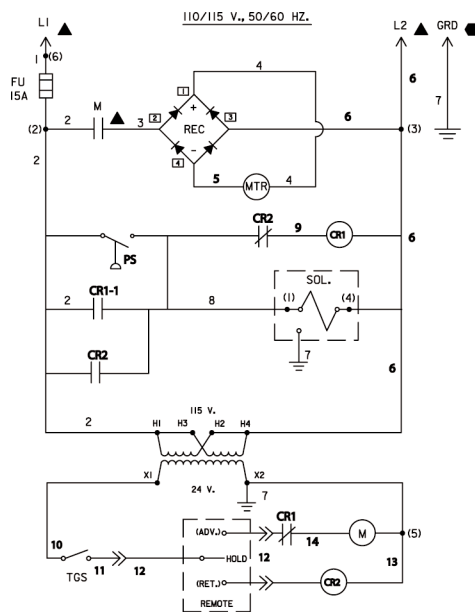 110/115 V., 50/60 HZ.
L1
L2
GRD
1
(6)
6
FU
15A
4
7
M
1
(2)
2
3
2
+
REC
3
6
(3)
4
-
2
5
MTR
4
CR2
9
CR1
6
PS
SOL.
CR1-1
2
8
(1)
(4)
7
CR2
6
115 V.
2
H1
H3
H2
H4
X1
X2
24 V.
7
CR1
(ADV.)
M
(5)
10
14
HOLD
12
13
11
12
TGS
(RET.)
CR2
REMOTE